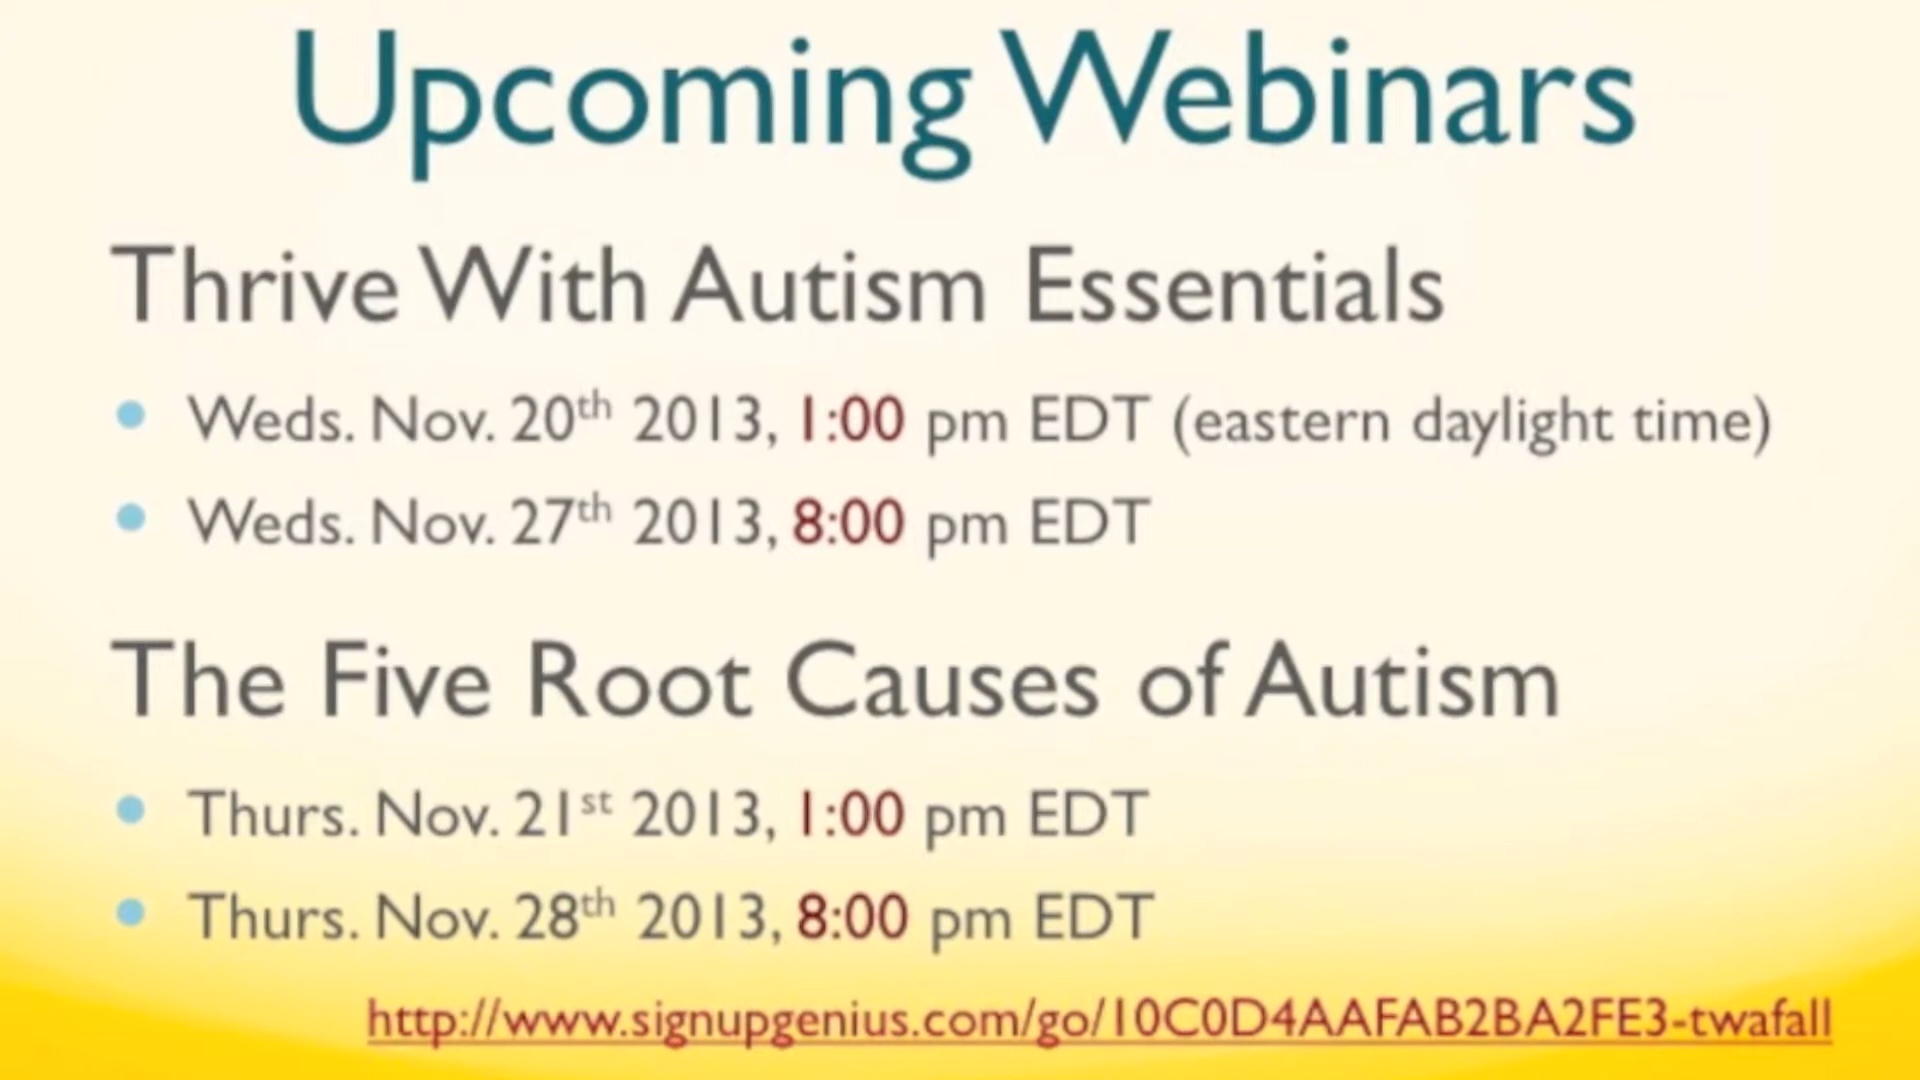 Upcoming Webinars
Thrive With Autism Essentials
• Weds. Nov. 20th 2013, 1:00 pm EDT (eastern daylight time)
• Weds. Nov. 27th 2013, 8:00 pm EDT
The Five Root Causes of Autism
• Thurs. Nov. 21st 2013, 1:00 pm EDT
• Thurs. Nov. 28th 2013, 8:00 pm EDT
http://www.signupgenius.com/go/10C0D4AAFAB2BA2FE3-twafall